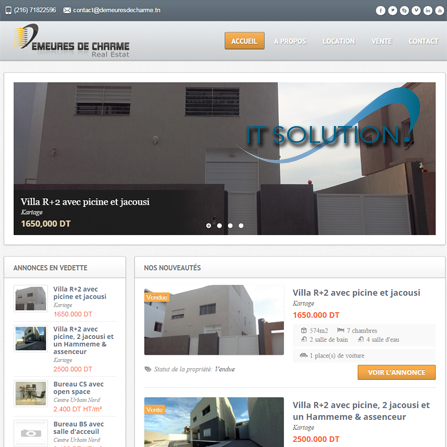 (216) 71822596 contact@demeuresdecharme.tn
EMEURES DE CHARME
Real Estat
ACCUEIL A PROPOS LOCATION VENTE CONTACT
IT SOLUTION
Villa R+2 avec picine et jacousi
Kartage
1650,000 DT
ANNONCES EN VEDETTE
Villa R+2 avec
picine et jacousi
Kartage
1650.000 DT
Villa R+2 avec
picine, 2 jacousi et
un Hammeme &
assenceur
Kartage
2500.000 DT
Bureau CS avec
open space
Centre Urbain Nord
2.400 DT HT/m²
Bureau BS avec
salle d'acceuil
Centre Urbain Nord
NOS NOUVEAUTÉS
Vendue
Villa R+2 avec picine et jacousi
Kartage
1650.000 DT
574m2 7 chambres
2 salle de bain 4 salle d'eau
1 place(s) de voiture
Statut de la propriété: Vendue
VOIR L'ANNONCE
Villa R+2 avec picine, 2 jacousi et
un Hammeme & assenceur
Kartage
2500.000 DT